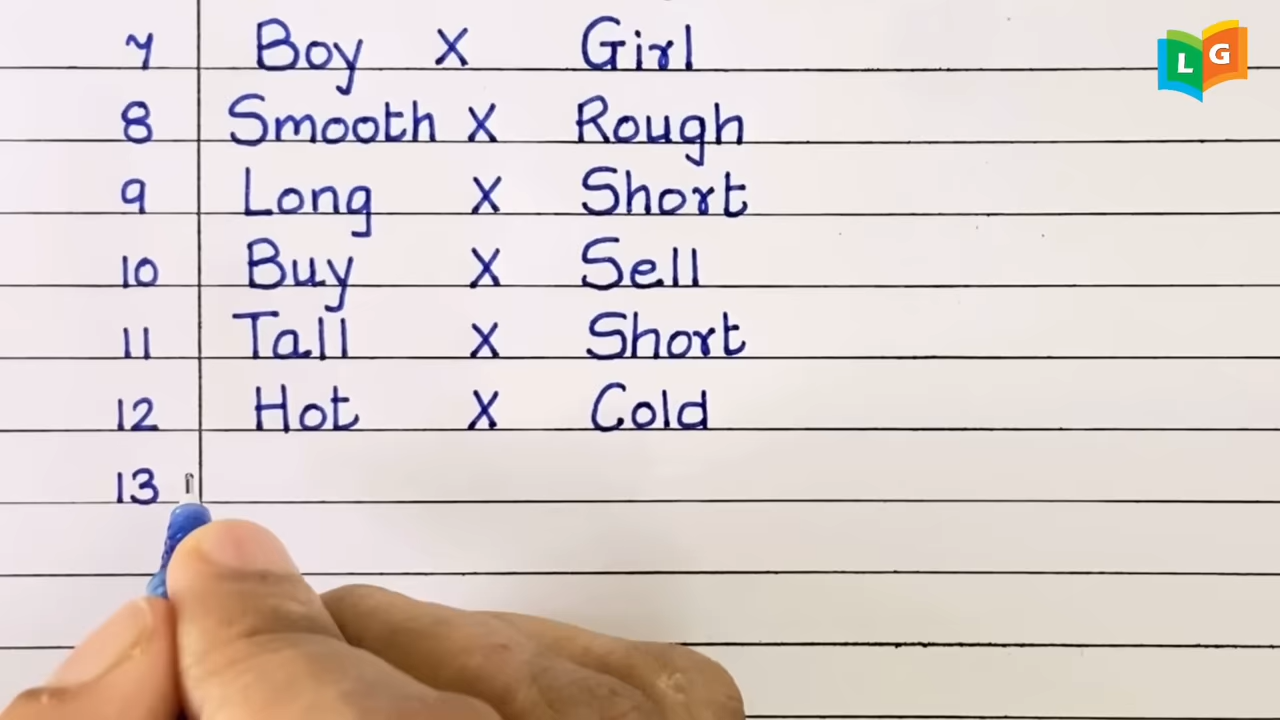 7 Boy X Girl
8 Smooth X Rough
9 Long X Short
10 Buy X Sell
11 Tall X Short
12 Hot X Cold
13
L G